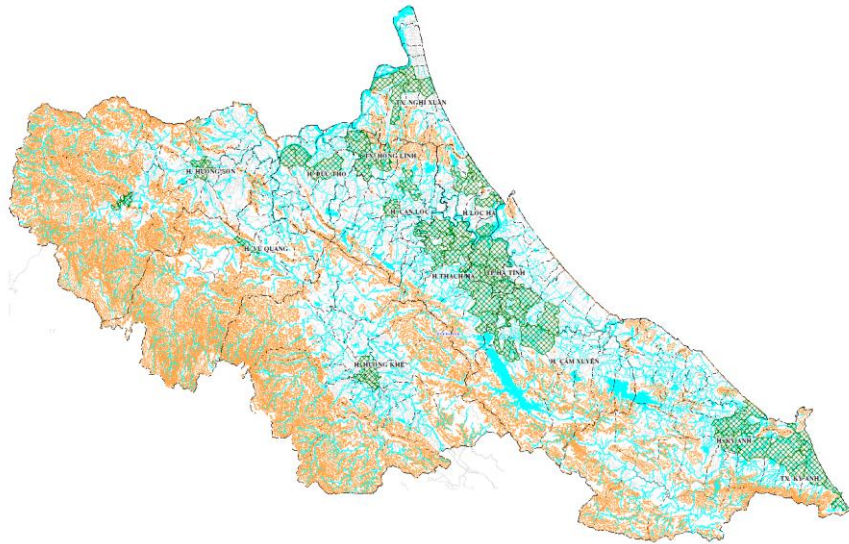 TX. NGHI XUÂN
TX. HỒNG LĨNH
H. HƯƠNG SƠN
H. ĐỨC THỌ
H. CAN LỘC
H. LỘC HÀ
H. VŨ QUANG
H. THẠCH HÀ
TP. HÀ TĨNH
H. CẨM XUYÊN
H. HƯƠNG KHÊ
H. KỲ ANH
TX. KỲ ANH